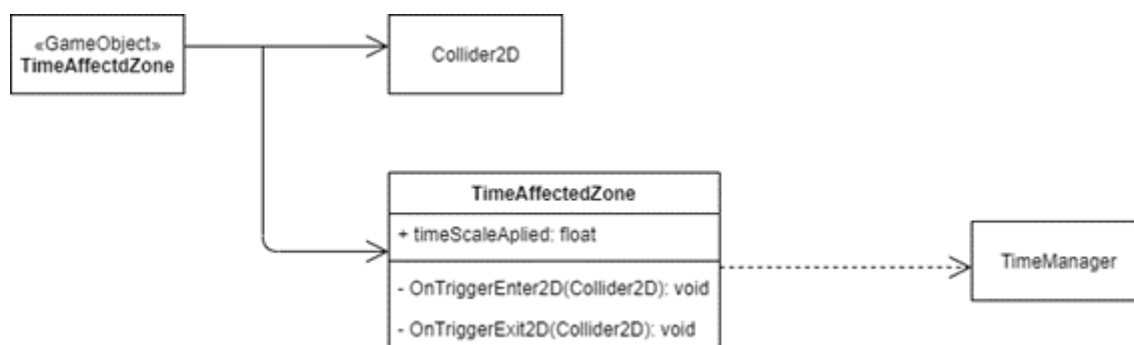 «GameObject»
TimeAffectdZone
Collider2D
TimeAffectedZone
+ timeScaleAplied: float
- OnTriggerEnter2D(Collider2D): void
- OnTriggerExit2D(Collider2D): void
TimeManager